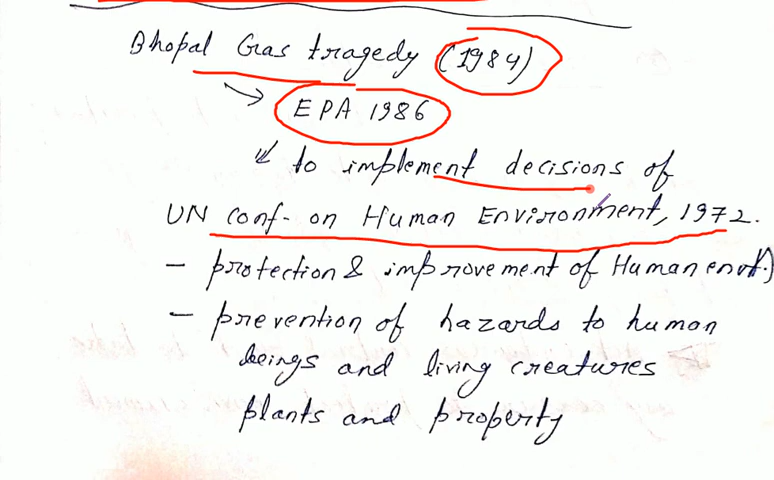 Bhopal Gas tragedy (1984)
EPA 1986
to implement decisions of
UN conf- on Human Environment, 1972.
- protection & improvement of Human envt.)
- prevention of hazards to human
beings and living creatures
plants and property